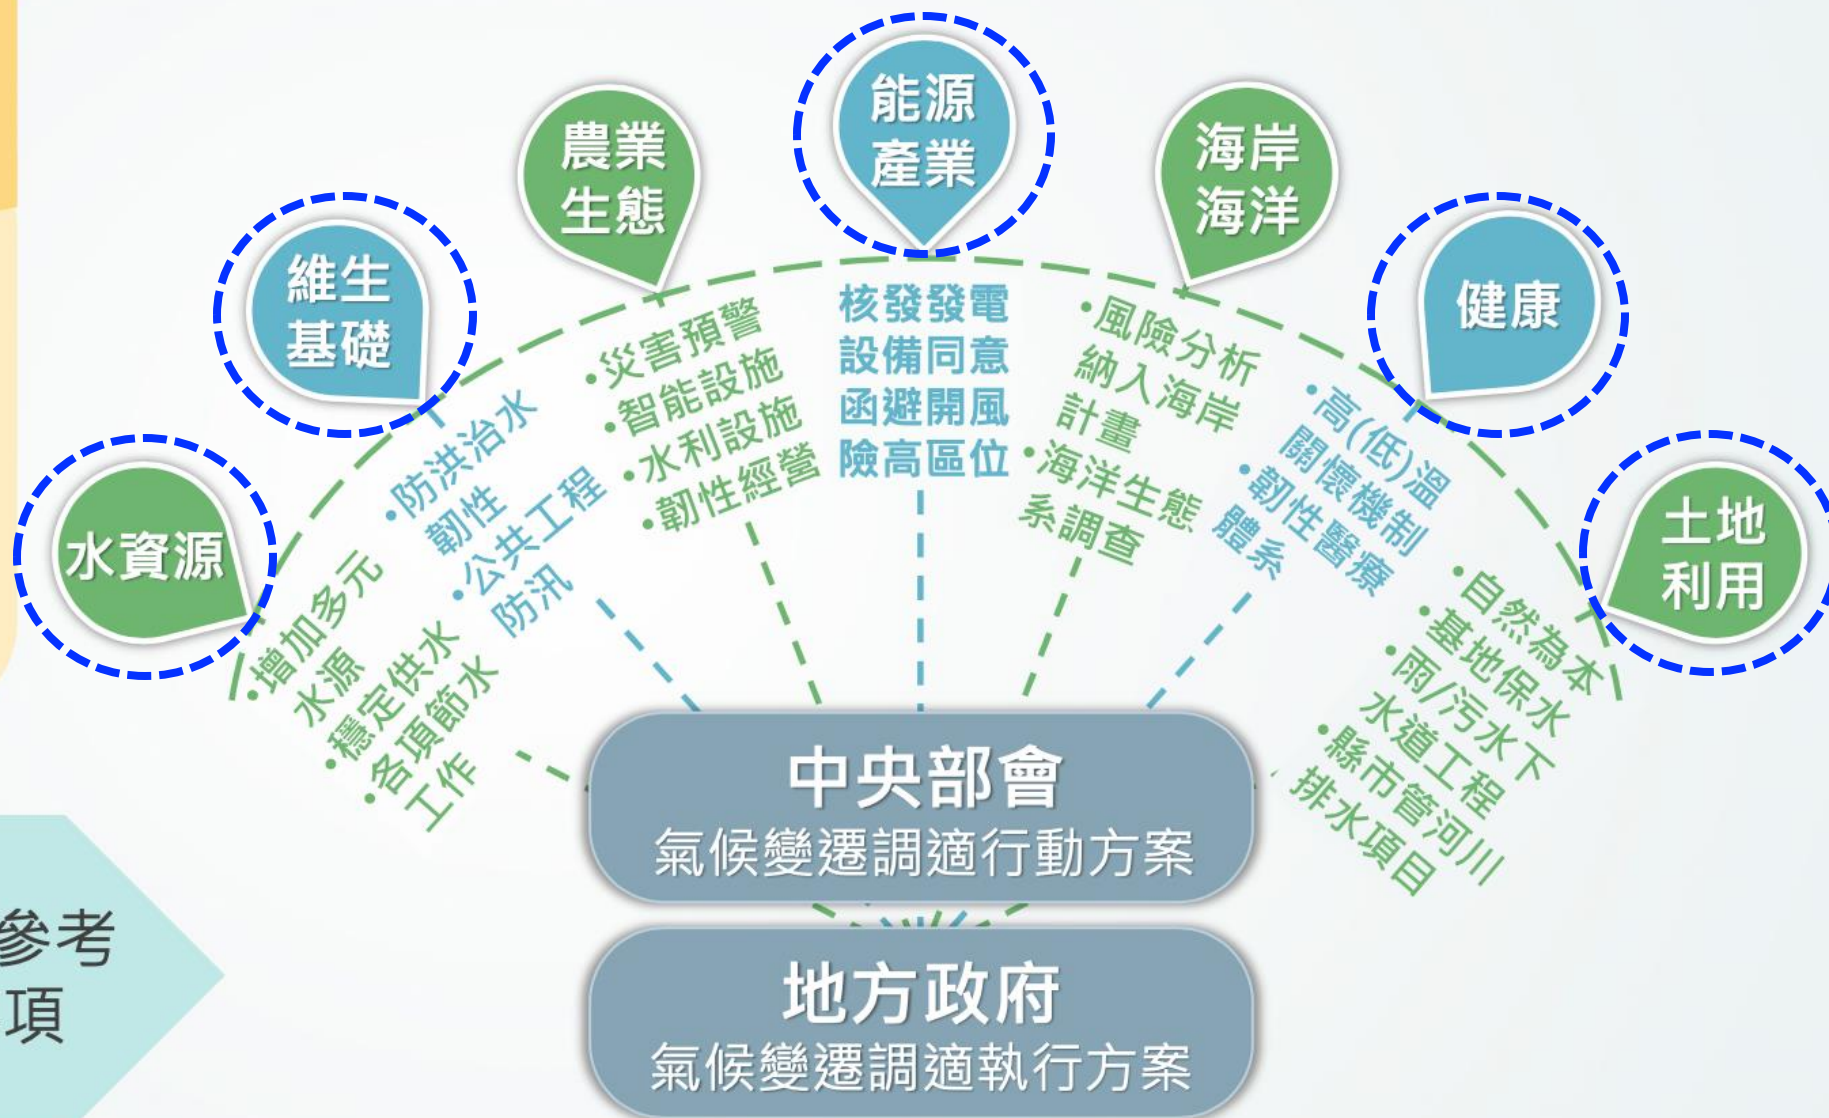 水資源
•增加多元
水源
•穩定供水
•各項節水
工作
維生
基礎
•防洪治水
韌性
•公共工程
防汛
農業
生態
•災害預警
•智能設施
•水利設施
•韌性經營
能源
產業
核發發電
設備同意
函避開風
險高區位
海岸
海洋
•風險分析
納入海岸
計畫
•海洋生態
系調查
健康
•高(低)溫
關懷機制
•韌性醫療
體系
土地
利用
•自然為本
•基地保水
•雨/污水下
水道工程
•縣市管河川
排水項目
中央部會
氣候變遷調適行動方案
地方政府
氣候變遷調適執行方案
參考
項